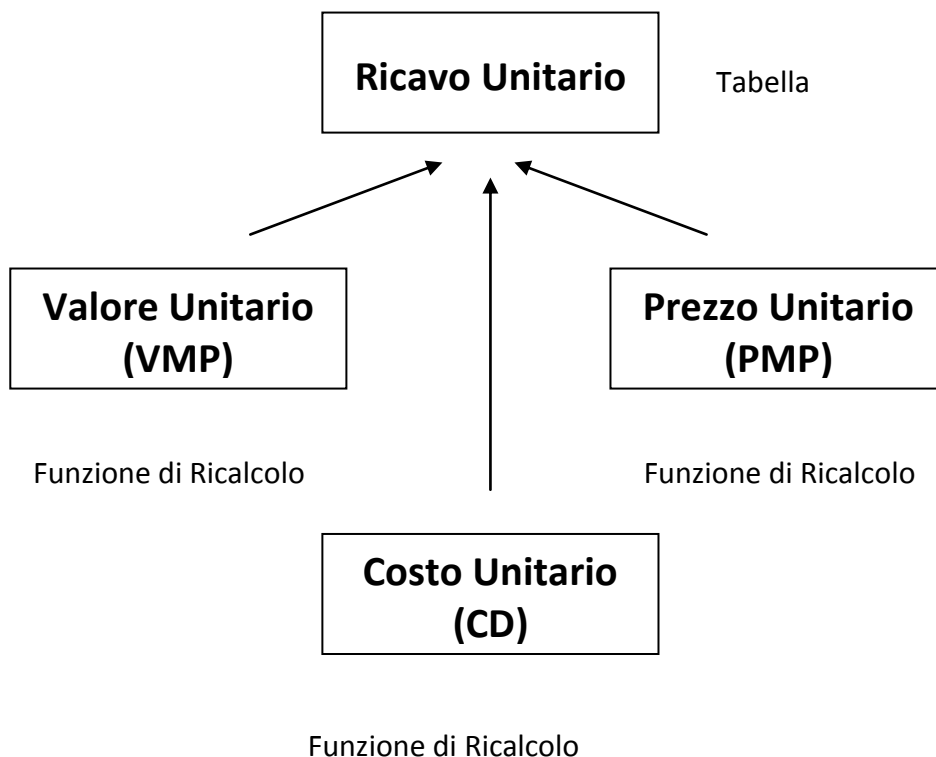 Ricavo Unitario
Tabella
Valore Unitario
(VMP)
Prezzo Unitario
(PMP)
Funzione di Ricalcolo
Funzione di Ricalcolo
Costo Unitario
(CD)
Funzione di Ricalcolo